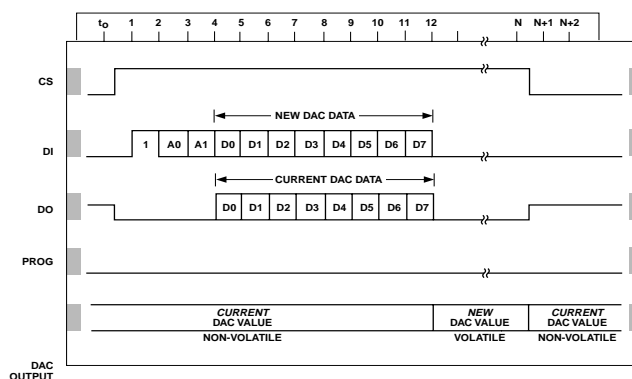 to 1 2 3 4 5 6 7 8 9 10 11 12 N N+1 N+2
CS
NEW DAC DATA
DI 1 A0 A1 D0 D1 D2 D3 D4 D5 D6 D7
CURRENT DAC DATA
DO D0 D1 D2 D3 D4 D5 D6 D7
PROG
CURRENT NEW CURRENT
DAC VALUE DAC VALUE DAC VALUE
NON-VOLATILE VOLATILE NON-VOLATILE
DAC
OUTPUT